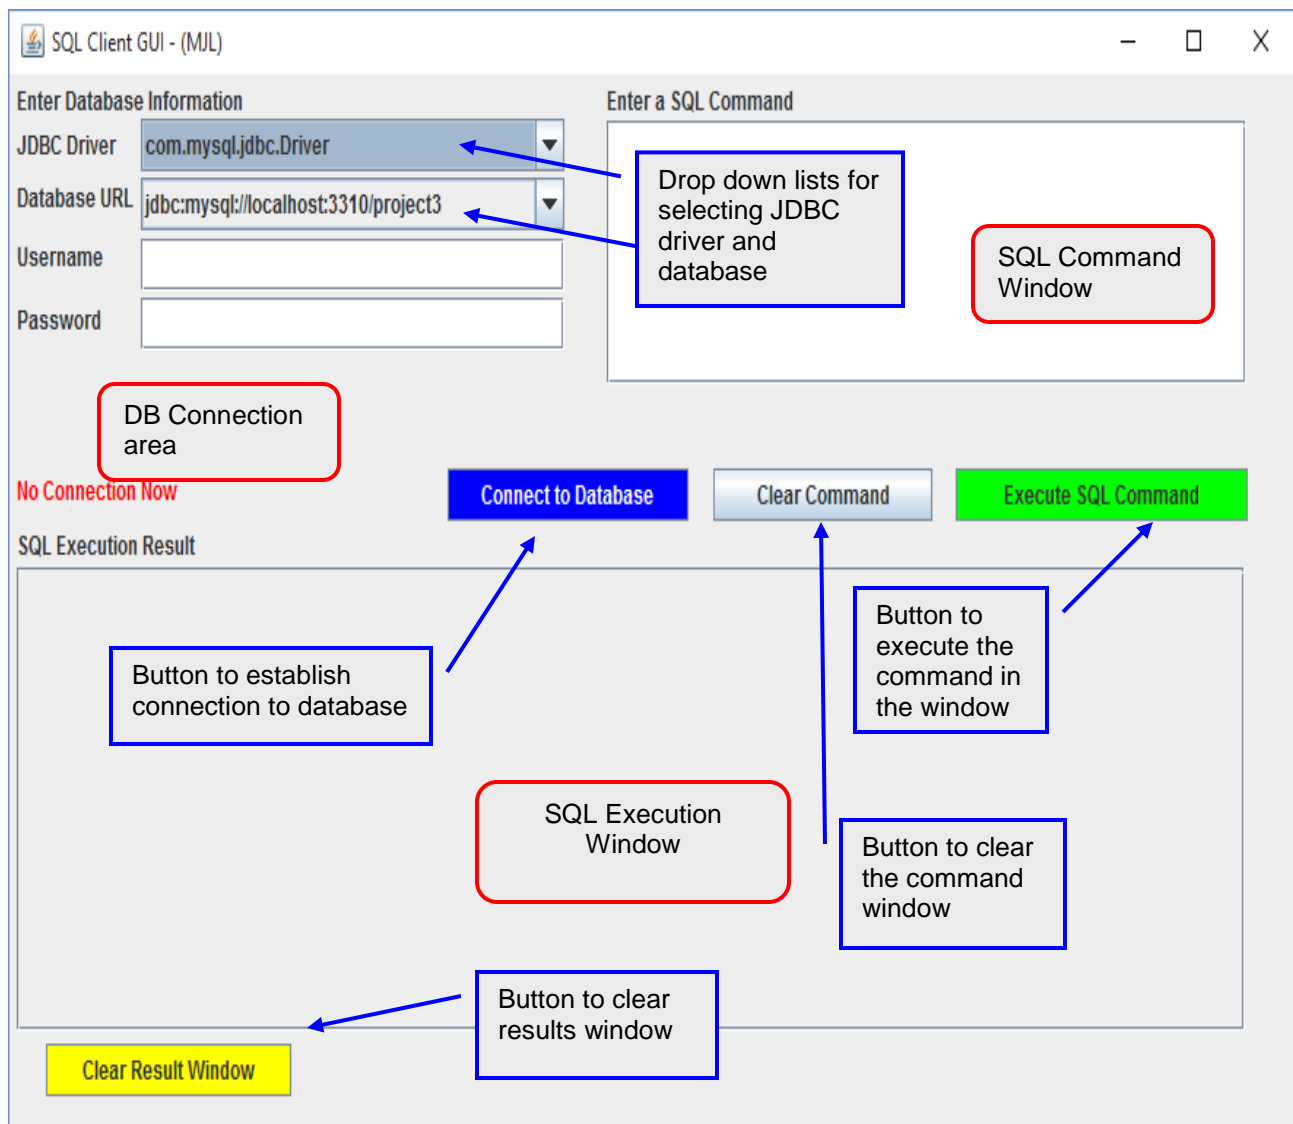 SQL Client GUI - (MJL)
Enter Database Information
JDBC Driver
com.mysql.jdbc.Driver
Database URL
jdbc:mysql://localhost:3310/project3
Username
Password
Enter a SQL Command
Drop down lists for
selecting JDBC
driver and
database
SQL Command
Window
DB Connection
area
No Connection Now
Connect to Database
Clear Command
Execute SQL Command
SQL Execution Result
Button to establish
connection to database
Button to
execute the
command in
the window
SQL Execution
Window
Button to clear
the command
window
Button to clear
results window
Clear Result Window